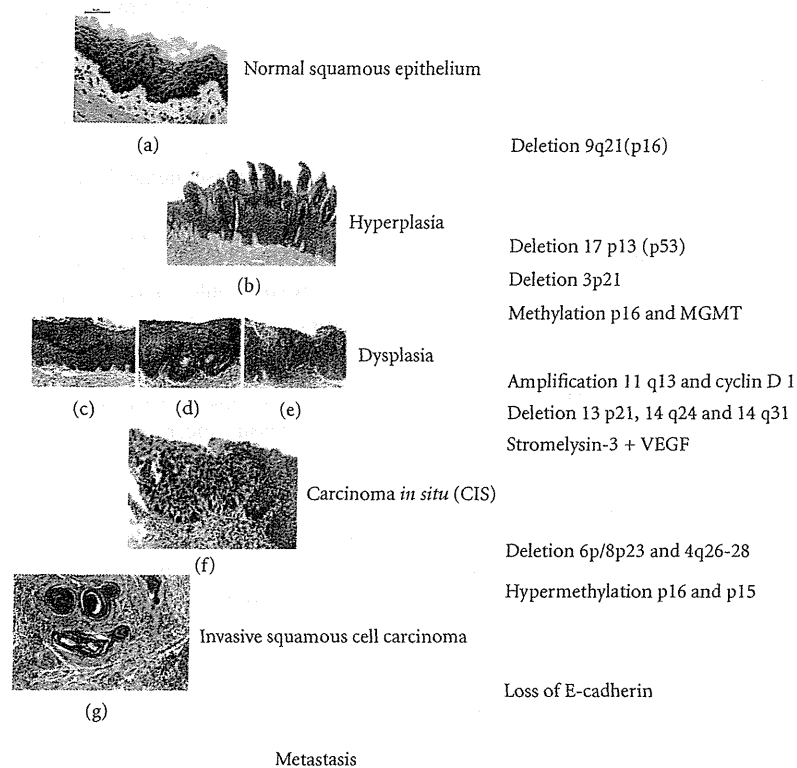 Normal squamous epithelium
(a)
Deletion 9q21(p16)
Hyperplasia
(b)
Deletion 17 p13 (p53)
Deletion 3p21
Methylation p16 and MGMT
Dysplasia
(c) (d) (e)
Amplification 11 q13 and cyclin D 1
Deletion 13 p21, 14 q24 and 14 q31
Stromelysin-3 + VEGF
Carcinoma in situ (CIS)
(f)
Deletion 6p/8p23 and 4q26-28
Hypermethylation p16 and p15
Invasive squamous cell carcinoma
(g)
Loss of E-cadherin
Metastasis